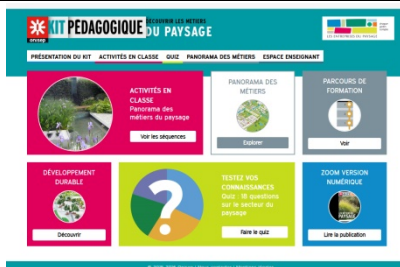 onisep
KIT PÉDAGOGIQUE
DÉCOUVRIR LES MÉTIERS
DU PAYSAGE
LES ENTREPRISES DU PAYSAGE
PRÉSENTATION DU KIT ACTIVITÉS EN CLASSE QUIZ PANORAMA DES MÉTIERS ESPACE ENSEIGNANT
ACTIVITÉS EN
CLASSE
Panorama des
métiers du paysage
Voir les séquences
PANORAMA DES
MÉTIERS
Explorer
PARCOURS DE
FORMATION
Voir
DÉVELOPPEMENT
DURABLE
Découvrir
TESTEZ VOS
CONNAISSANCES
Quiz : 18 questions
sur le secteur du
paysage
Faire le quiz
ZOOM VERSION
NUMÉRIQUE
PAYSAGE
Lire la publication